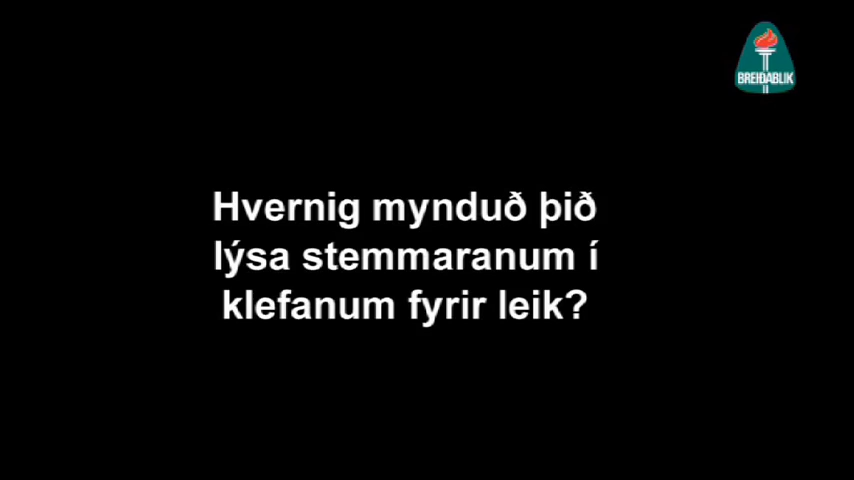 BREIÐABLIK
Hvernig mynduð þið
lýsa stemmaranum í
klefanum fyrir leik?